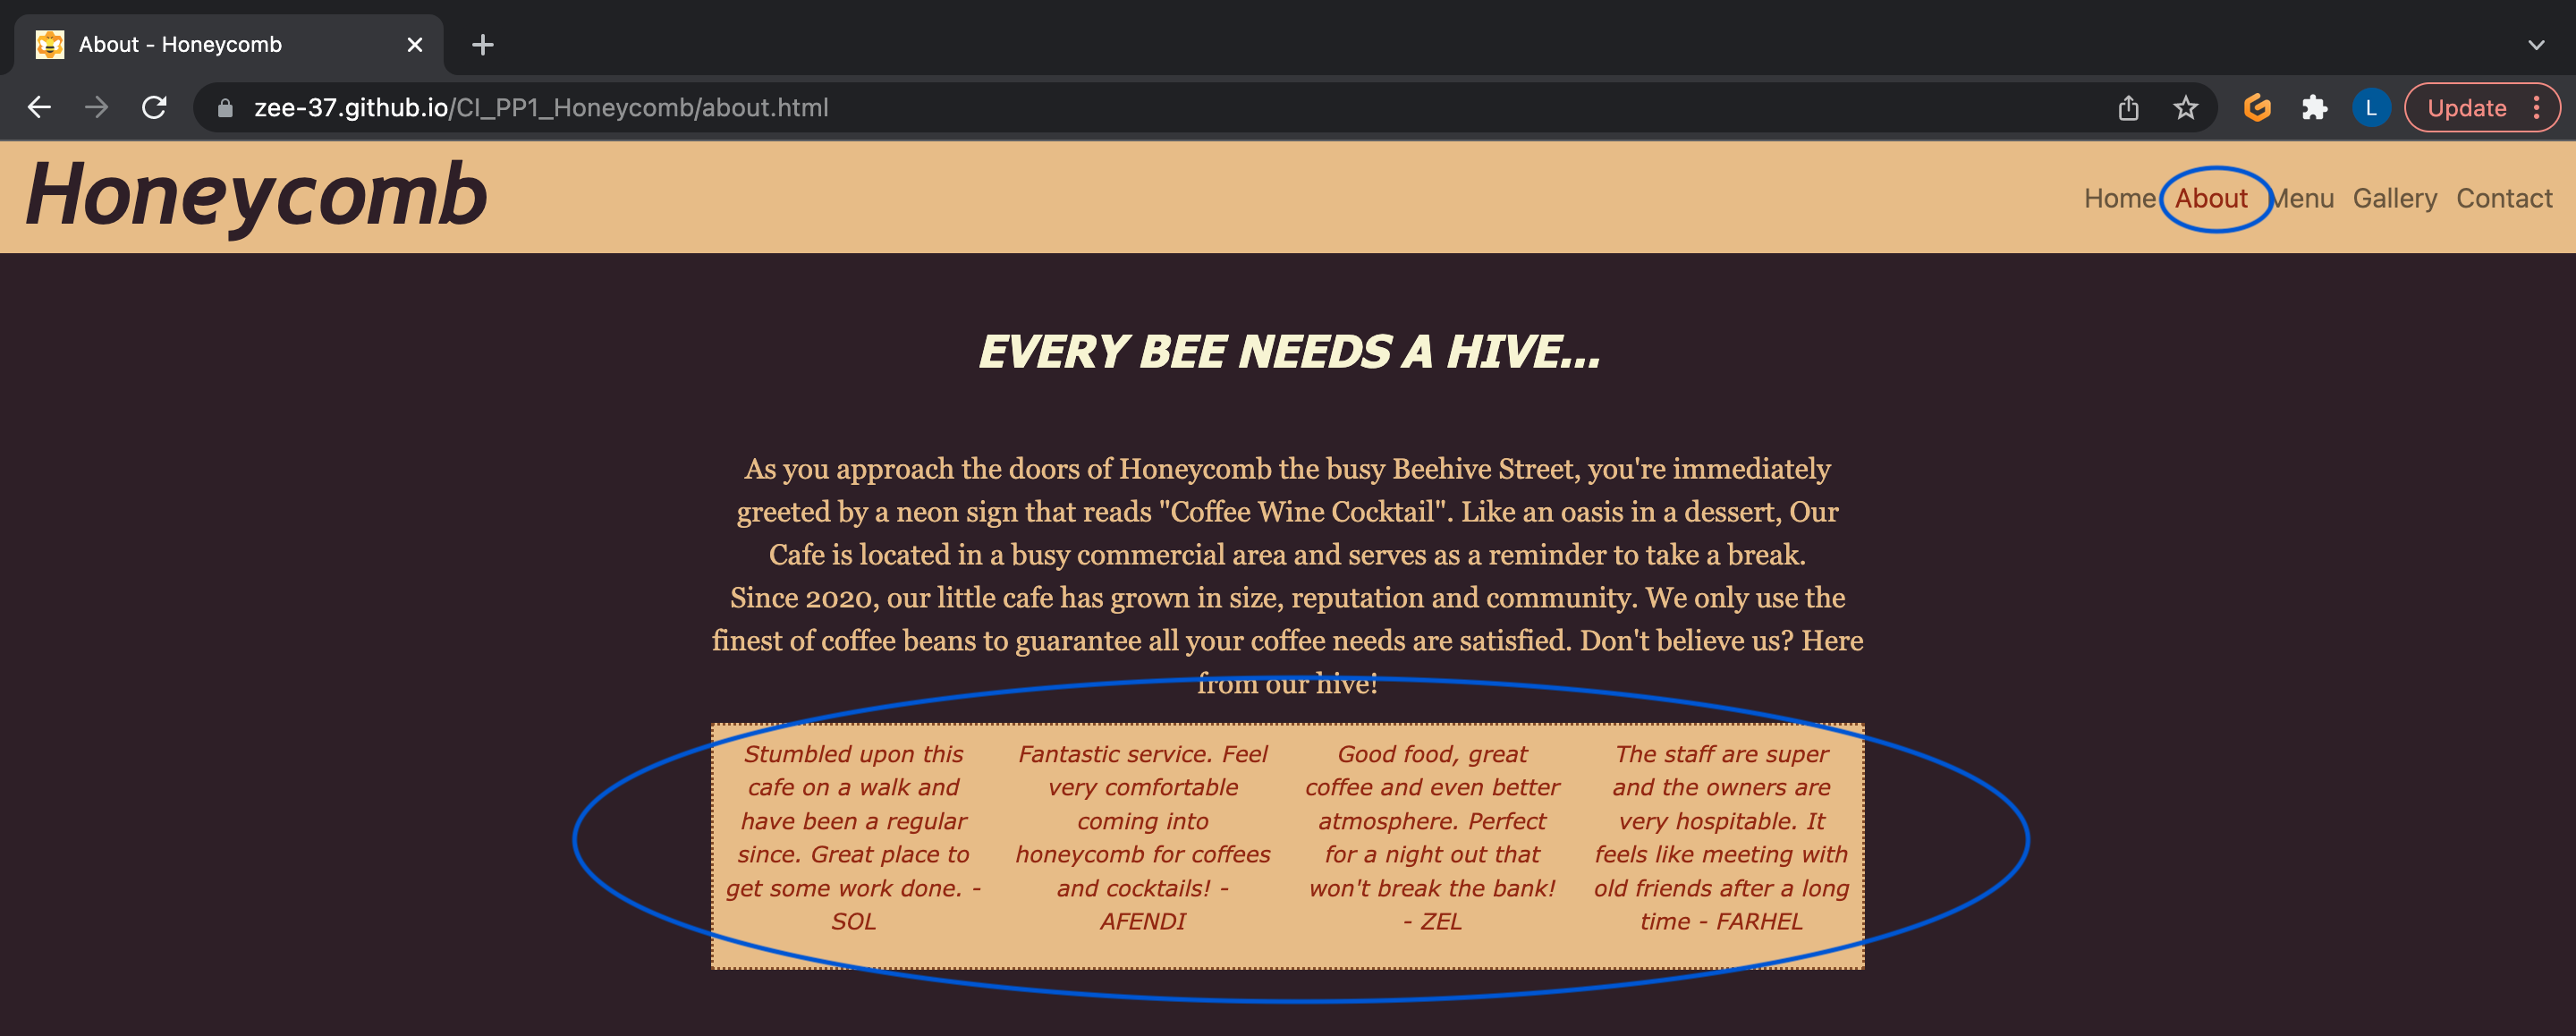 About - Honeycomb
zee-37.github.io/CI_PP1_Honeycomb/about.html
L
Update
Honeycomb
Home About Menu Gallery Contact
EVERY BEE NEEDS A HIVE...
As you approach the doors of Honeycomb the busy Beehive Street, you're immediately
greeted by a neon sign that reads "Coffee Wine Cocktail". Like an oasis in a dessert, Our
Cafe is located in a busy commercial area and serves as a reminder to take a break.
Since 2020, our little cafe has grown in size, reputation and community. We only use the
finest of coffee beans to guarantee all your coffee needs are satisfied. Don't believe us? Here
from our hive!
Stumbled upon this
cafe on a walk and
have been a regular
since. Great place to
get some work done. -
SOL
Fantastic service. Feel
very comfortable
coming into
honeycomb for coffees
and cocktails! -
AFENDI
Good food, great
coffee and even better
atmosphere. Perfect
for a night out that
won't break the bank!
- ZEL
The staff are super
and the owners are
very hospitable. It
feels like meeting with
old friends after a long
time - FARHEL